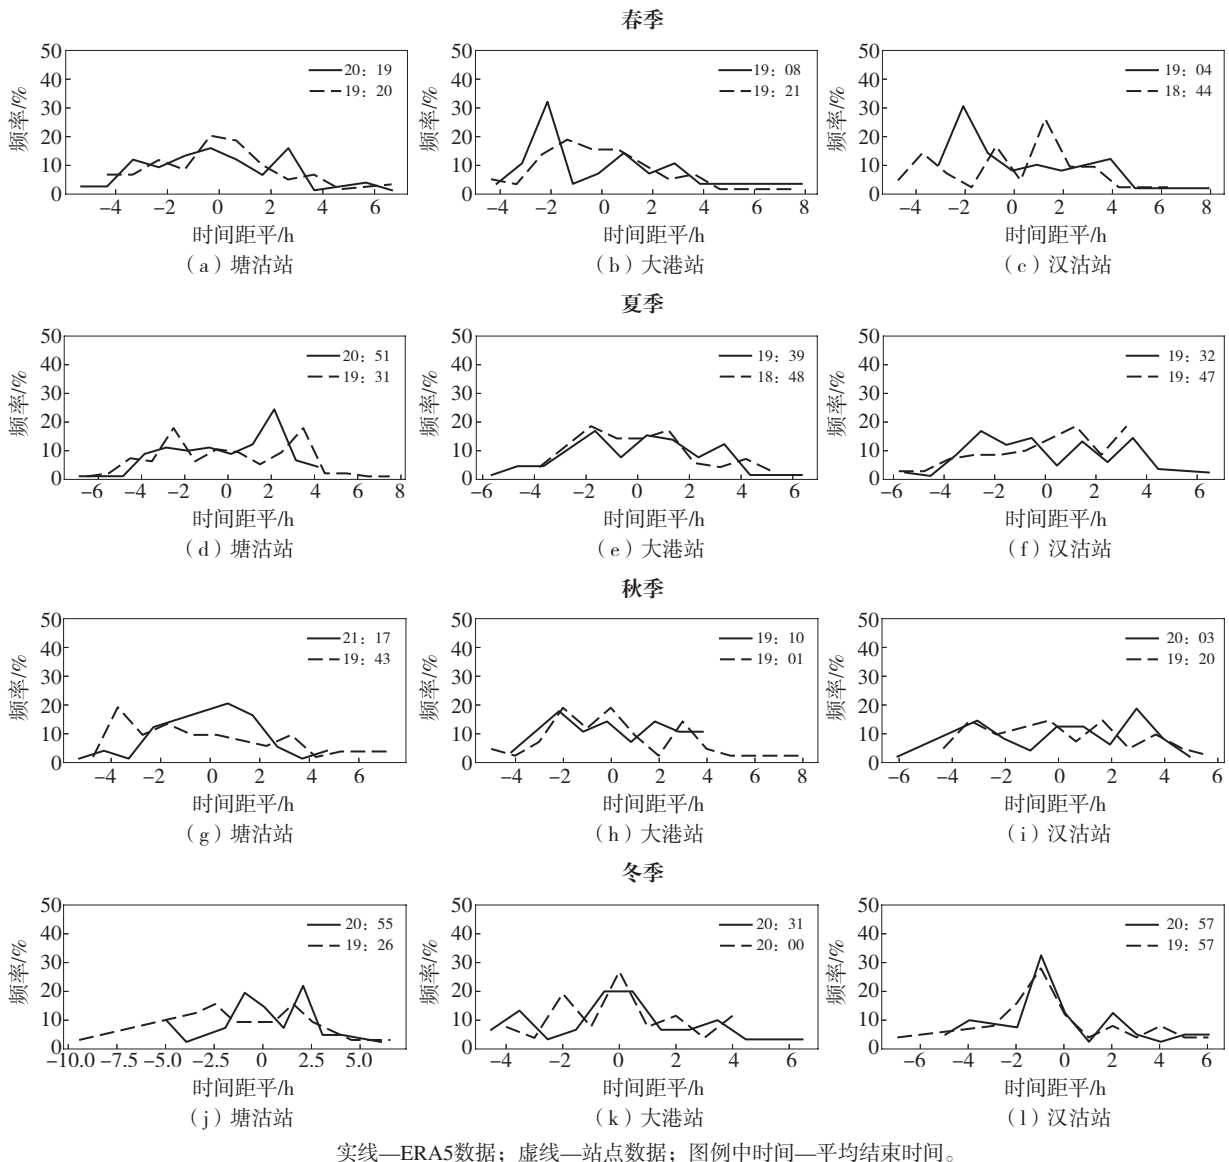 春季
频率/%
50
40
30
20
10
0
20：19
19：20
−4 −2 0 2 4 6
时间距平/h
（a）塘沽站
频率/%
50
40
30
20
10
0
19：08
19：21
−4 −2 0 2 4 6 8
时间距平/h
（b）大港站
频率/%
50
40
30
20
10
0
19：04
18：44
−4 −2 0 2 4 6 8
时间距平/h
（c）汉沽站
夏季
频率/%
50
40
30
20
10
0
20：51
19：31
−6 −4 −2 0 2 4 6 8
时间距平/h
（d）塘沽站
频率/%
50
40
30
20
10
0
19：39
18：48
−6 −4 −2 0 2 4 6
时间距平/h
（e）大港站
频率/%
50
40
30
20
10
0
19：32
19：47
−6 −4 −2 0 2 4 6
时间距平/h
（f）汉沽站
秋季
频率/%
50
40
30
20
10
0
21：17
19：43
−4 −2 0 2 4 6
时间距平/h
（g）塘沽站
频率/%
50
40
30
20
10
0
19：10
19：01
−4 −2 0 2 4 6 8
时间距平/h
（h）大港站
频率/%
50
40
30
20
10
0
20：03
19：20
−6 −4 −2 0 2 4 6
时间距平/h
（i）汉沽站
冬季
频率/%
50
40
30
20
10
0
20：55
19：26
−10.0 −7.5 −5.0 −2.5 0 2.5 5.0
时间距平/h
（j）塘沽站
频率/%
50
40
30
20
10
0
20：31
20：00
−4 −2 0 2 4 6
时间距平/h
（k）大港站
频率/%
50
40
30
20
10
0
20：57
19：57
−6 −4 −2 0 2 4 6
时间距平/h
（l）汉沽站
实线—ERA5数据；虚线—站点数据；图例中时间—平均结束时间。